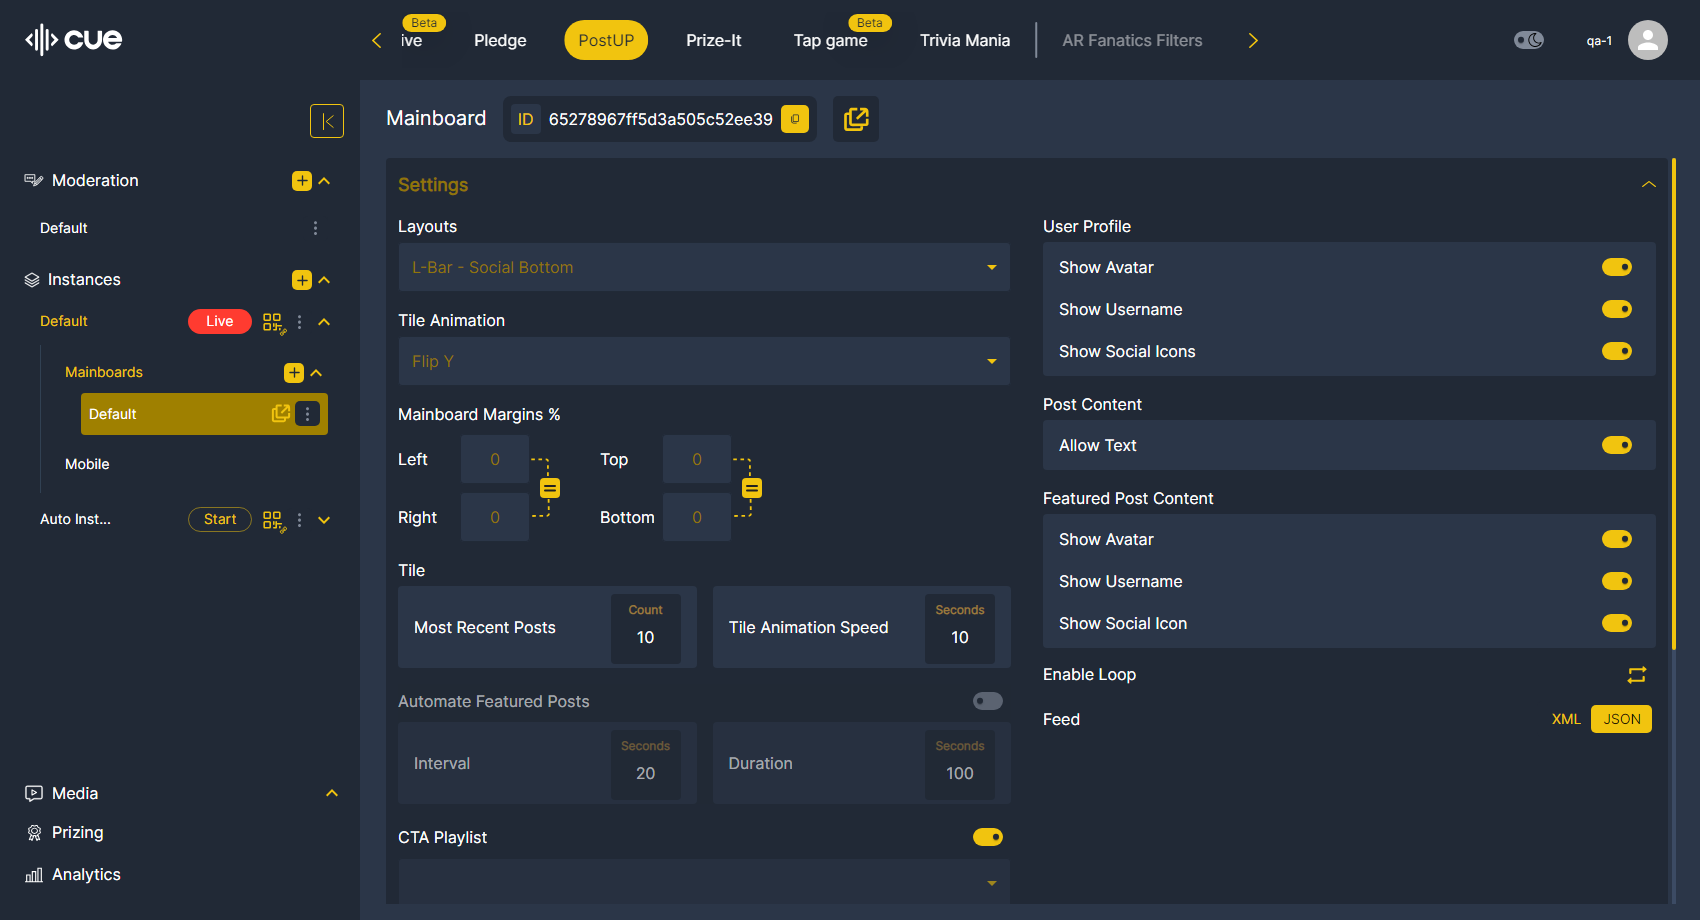 cue
Beta
ive
Pledge
PostUP
Prize-It
Beta
Tap game
Trivia Mania
AR Fanatics Filters
qa-1
Moderation
Default
Instances
Default
Live
Mainboards
Default
Mobile
Auto Inst...
Start
Media
Prizing
Analytics
Mainboard
ID 65278967ff5d3a505c52ee39
Settings
Layouts
L-Bar - Social Bottom
Tile Animation
Flip Y
Mainboard Margins %
Left 0 Top 0
Right 0 Bottom 0
Tile
Most Recent Posts
Count
10
Tile Animation Speed
Seconds
10
Automate Featured Posts
Interval
Seconds
20
Duration
Seconds
100
CTA Playlist
User Profile
Show Avatar
Show Username
Show Social Icons
Post Content
Allow Text
Featured Post Content
Show Avatar
Show Username
Show Social Icon
Enable Loop
Feed XML JSON